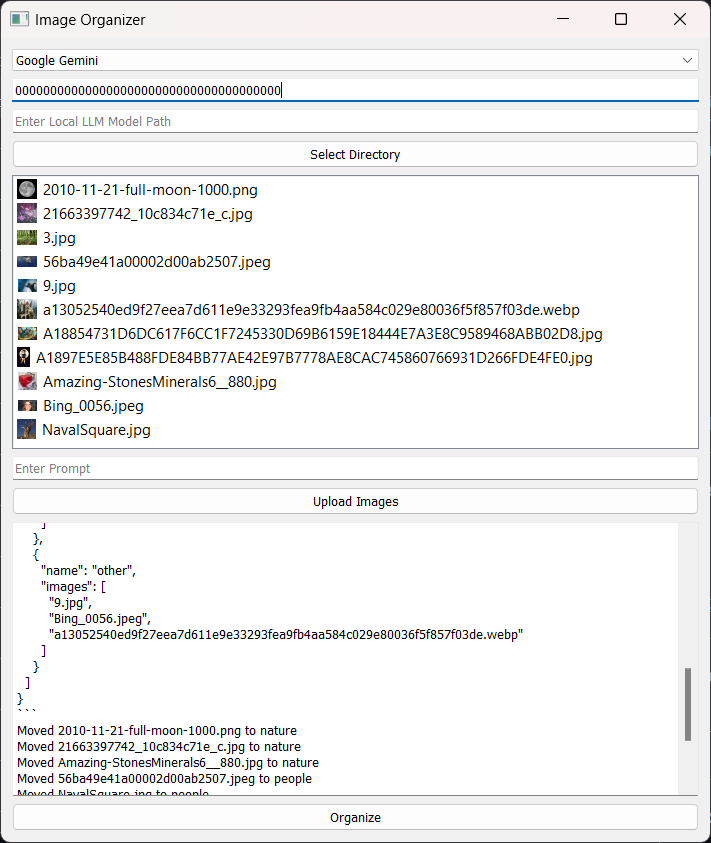 Image Organizer
Google Gemini
00000000000000000000000000000000000000
Enter Local LLM Model Path
Select Directory
2010-11-21-full-moon-1000.png
21663397742_10c834c71e_c.jpg
3.jpg
56ba49e41a00002d00ab2507.jpeg
9.jpg
a13052540ed9f27eea7d611e9e33293fea9fb4aa584c029e80036f5f857f03de.webp
A18854731D6DC617F6CC1F7245330D69B6159E18444E7A3E8C9589468ABB02D8.jpg
A1897E5E85B488FDE84BB77AE42E97B7778AE8CAC745860766931D266FDE4FE0.jpg
Amazing-StonesMinerals6__880.jpg
Bing_0056.jpeg
NavalSquare.jpg
Enter Prompt
Upload Images
]
},
{
"name": "other",
"images": [
"9.jpg",
"Bing_0056.jpeg",
"a13052540ed9f27eea7d611e9e33293fea9fb4aa584c029e80036f5f857f03de.webp"
]
}
]
}
```
Moved 2010-11-21-full-moon-1000.png to nature
Moved 21663397742_10c834c71e_c.jpg to nature
Moved Amazing-StonesMinerals6__880.jpg to nature
Moved 56ba49e41a00002d00ab2507.jpeg to people
Moved NavalSquare.jpg to people
Organize